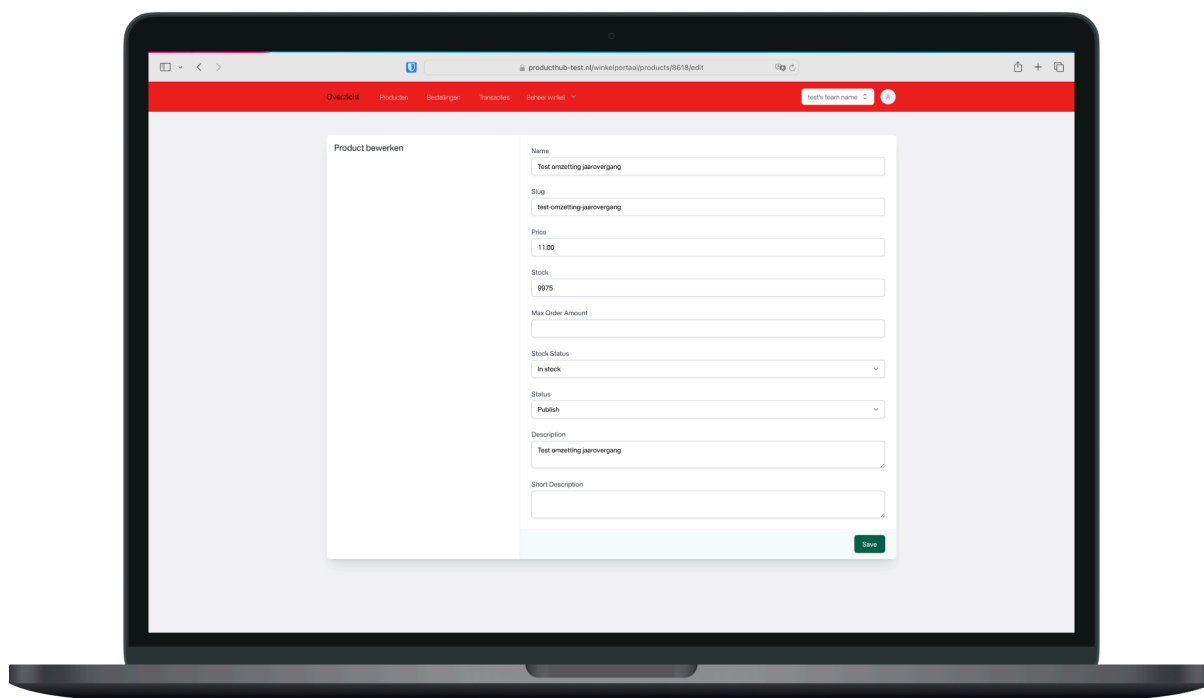 producthub-test.nl/winkelportaal/products/8618/edit
Overzicht Producten Bestellingen Transacties Beheer winkel test's team name A
Product bewerken
Name
Test omzetting jaarovergang
Slug
test-omzetting-jaarovergang
Price
11.00
Stock
9975
Max Order Amount
Stock Status
In stock
Status
Publish
Description
Test omzetting jaarovergang
Short Description
Save